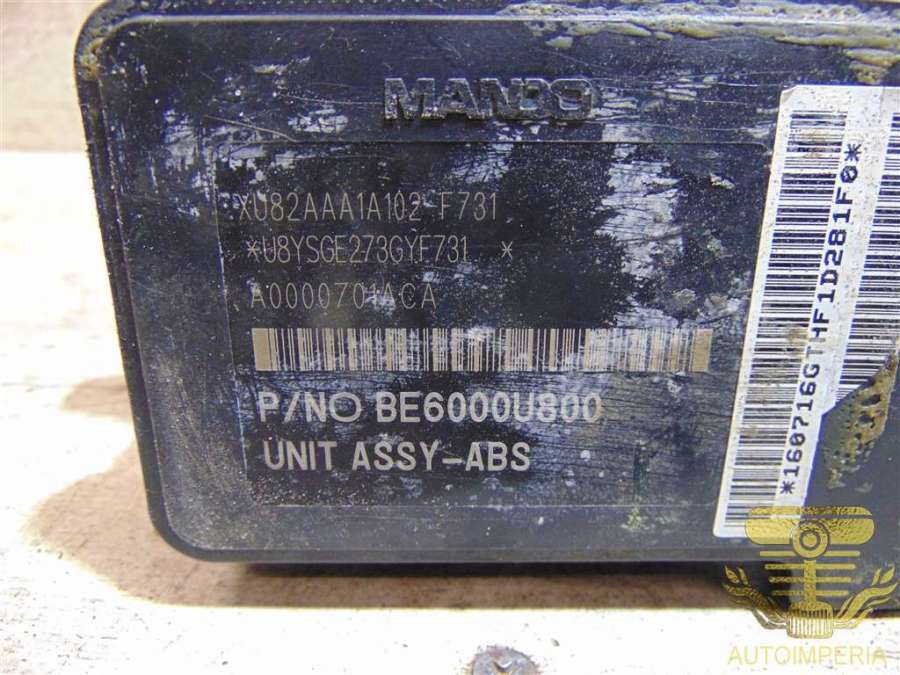 MANDO
XU82AAA1A102-F731
*U8YSGE273GYF731 *
A0000701ACA
P/NO BE6000U800
UNIT ASSY-ABS
*160716GTHF1D281F0*
AUTOIMPERIA